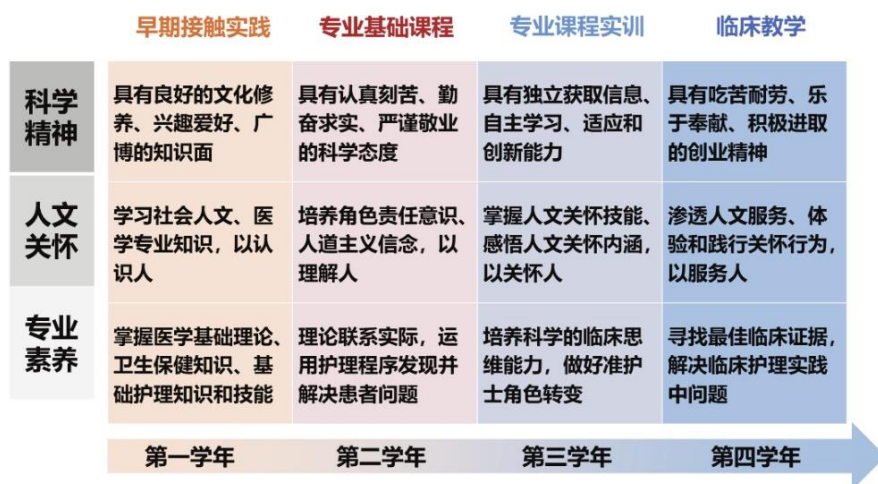 早期接触实践 专业基础课程 专业课程实训 临床教学
科学
精神
具有良好的文化修
养、兴趣爱好、广
博的知识面
具有认真刻苦、勤
奋求实、严谨敬业
的科学态度
具有独立获取信息、
自主学习、适应和
创新能力
具有吃苦耐劳、乐
于奉献、积极进取
的创业精神
人文
关怀
学习社会人文、医
学专业知识，以认
识人
培养角色责任意识、
人道主义信念，以
理解人
掌握人文关怀技能、
感悟人文关怀内涵，
以关怀人
渗透人文服务、体
验和践行关怀行为，
以服务人
专业
素养
掌握医学基础理论、
卫生保健知识、基
础护理知识和技能
理论联系实际，运
用护理程序发现并
解决患者问题
培养科学的临床思
维能力，做好准护
士角色转变
寻找最佳临床证据，
解决临床护理实践
中问题
第一学年 第二学年 第三学年 第四学年